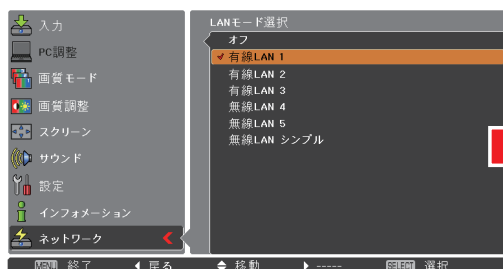 入力
PC調整
画質モード
画質調整
スクリーン
サウンド
設定
インフォメーション
ネットワーク
LANモード選択
オフ
有線LAN 1
有線LAN 2
有線LAN 3
無線LAN 4
無線LAN 5
無線LAN シンプル
MENU 終了 戻る 移動 ----- SELECT 選択